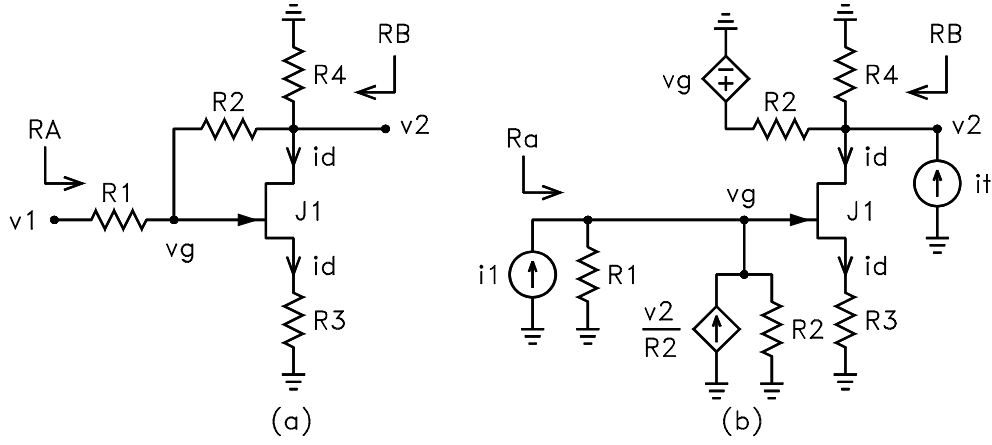 RB
R4
R2
v2
RA
id
R1
J1
v1
vg
id
R3
(a)
RB
vg
R4
R2
v2
Ra
id
it
vg
J1
i1
R1
id
v2
R2
R2
R3
(b)